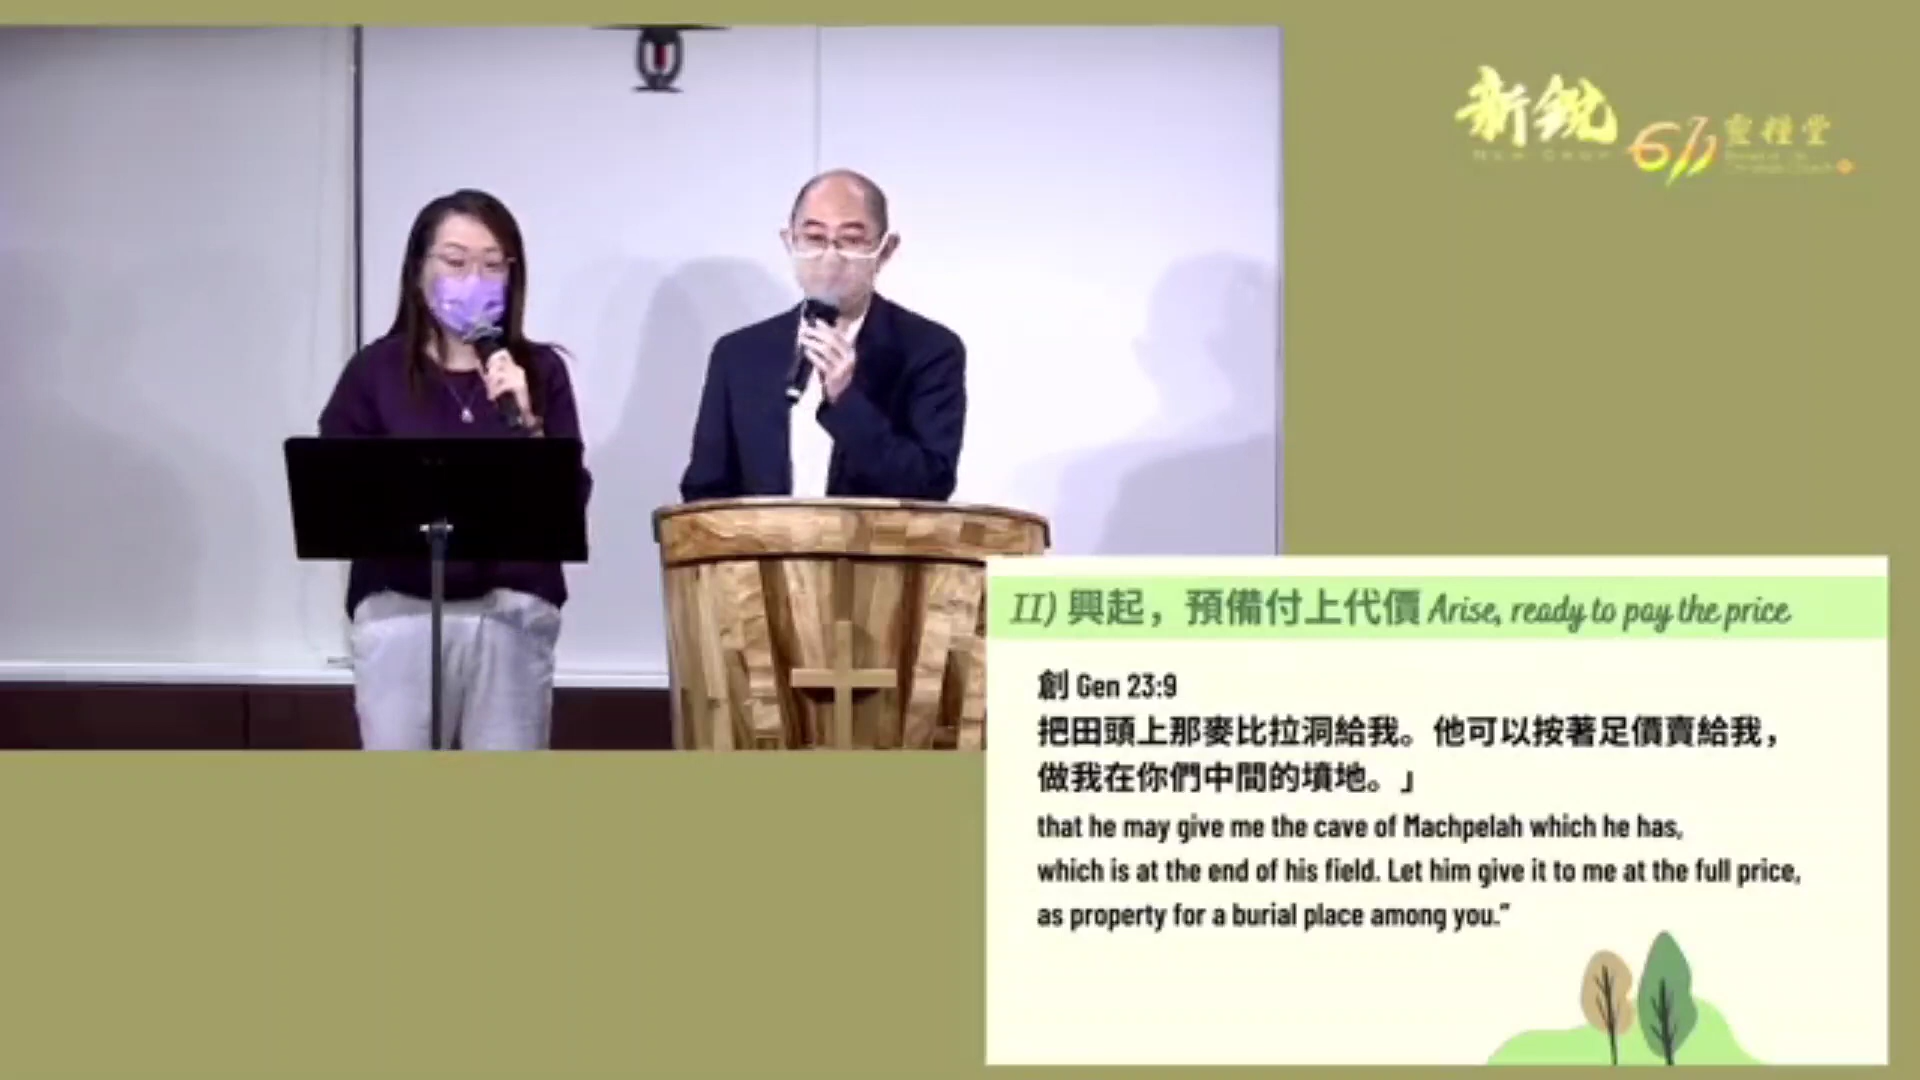 新銳
611 靈糧堂
II) 興起，預備付上代價 Arise, ready to pay the price
創 Gen 23:9
把田頭上那麥比拉洞給我。他可以按著足價賣給我，
做我在你們中間的墳地。」
that he may give me the cave of Machpelah which he has,
which is at the end of his field. Let him give it to me at the full price,
as property for a burial place among you.”